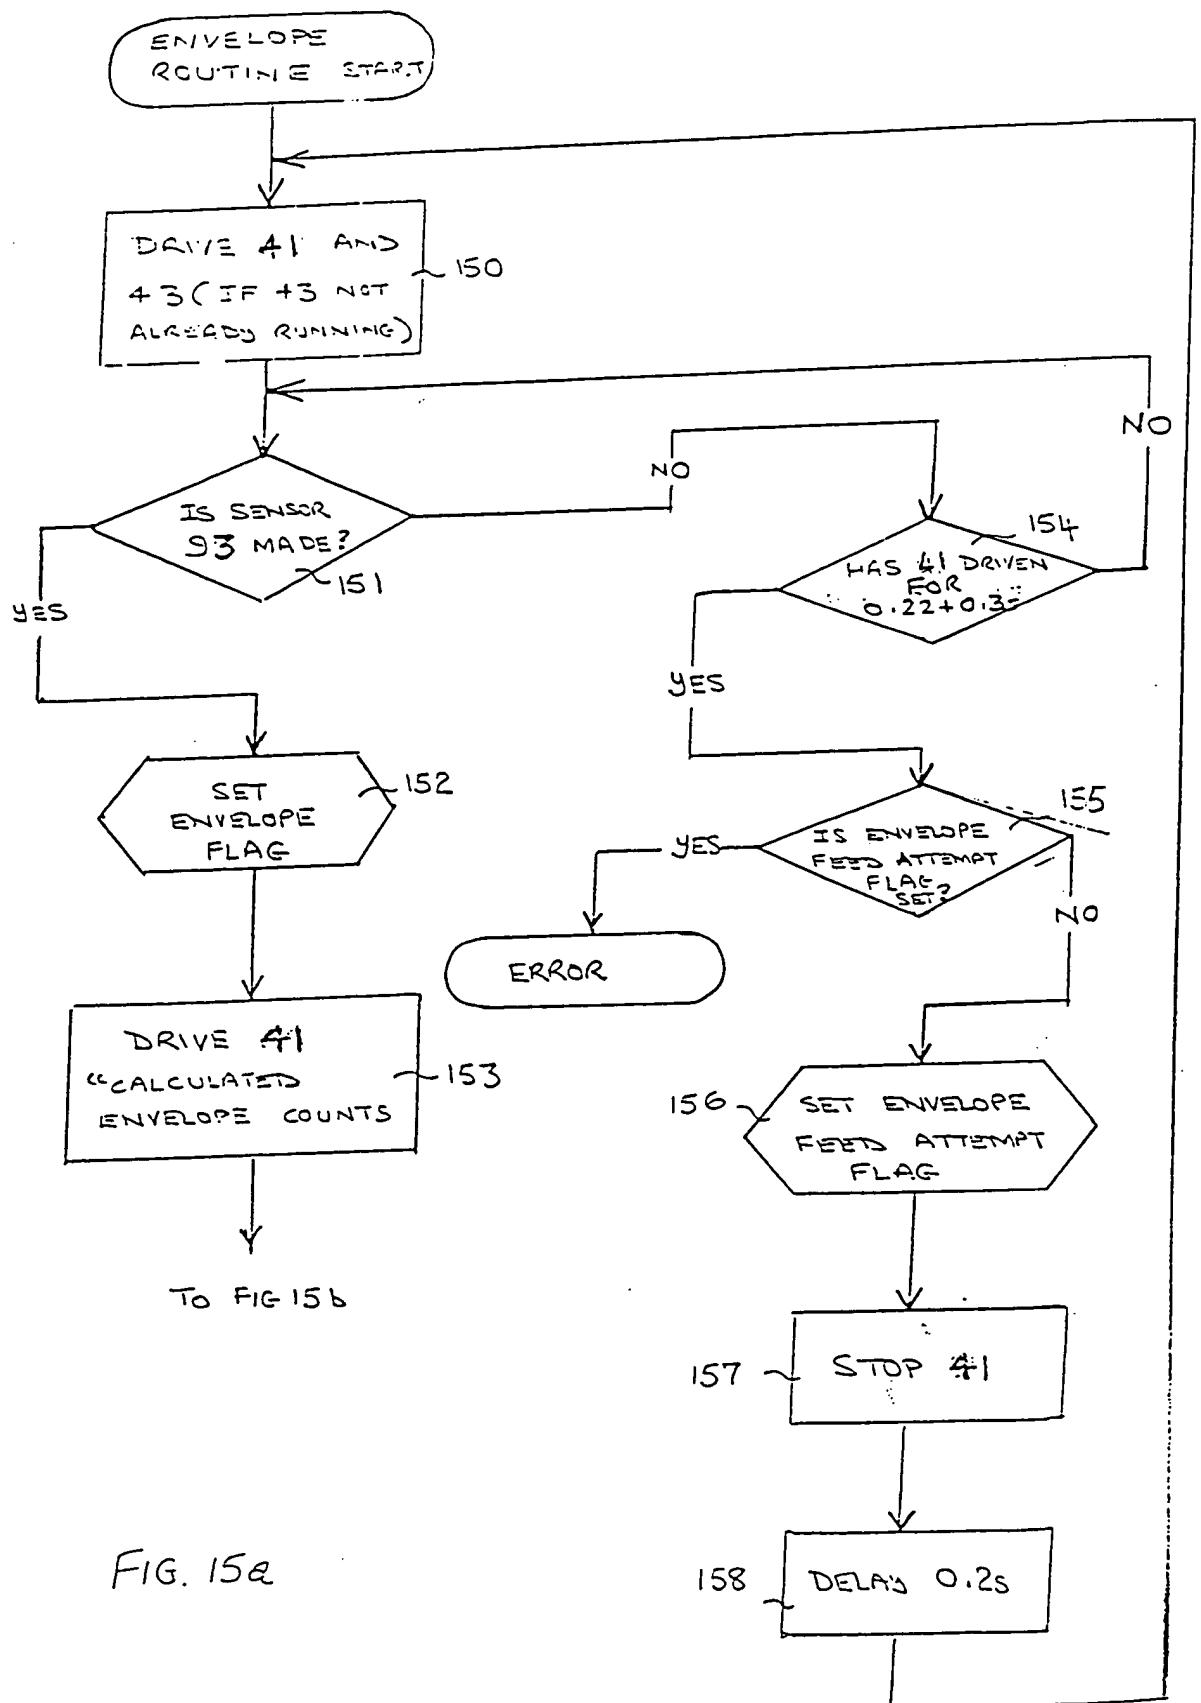 ENVELOPE
ROUTINE START
DRIVE 41 AND
43 (IF 43 NOT
ALREADY RUNNING)
150
NO
NO
IS SENSOR
93 MADE?
151
154
HAS 41 DRIVEN
FOR
0.22+0.3
YES
YES
152
SET
ENVELOPE
FLAG
155
YES
IS ENVELOPE
FEED ATTEMPT
FLAG
SET?
NO
ERROR
DRIVE 41
"CALCULATED
ENVELOPE COUNTS
153
156
SET ENVELOPE
FEED ATTEMPT
FLAG
TO FIG 15b
157
STOP 41
FIG. 15a
158
DELAY 0.2s